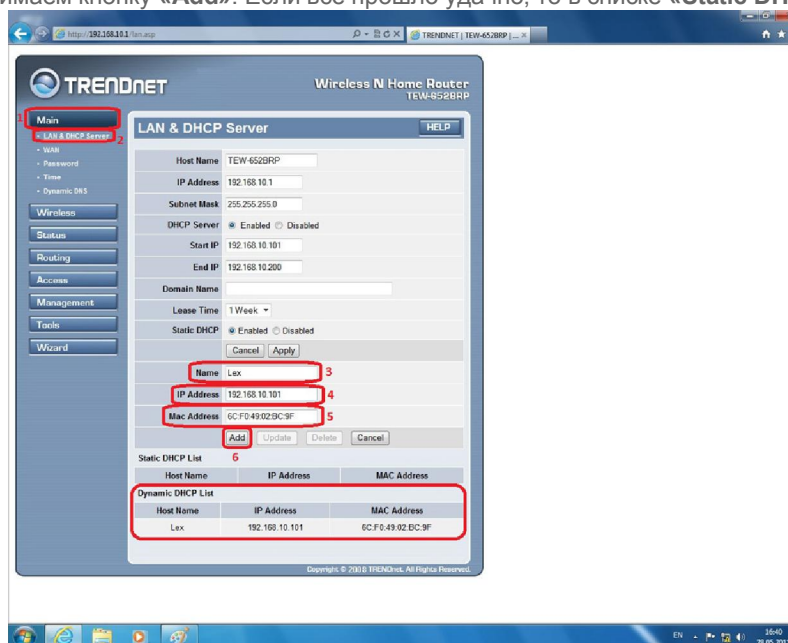 имаем кнопку «Add». Если все прошло удачно, то в списке «Static DH
http://192.168.10.1/lan.asp
TRENDNET | TEW-652BRP | ...
TRENDNET
Wireless N Home Router
TEW-652BRP
1
Main
LAN & DHCP Server
2
WAN
Password
Time
Dynamic DNS
Wireless
Status
Routing
Access
Management
Tools
Wizard
LAN & DHCP Server
HELP
Host Name TEW-652BRP
IP Address 192.168.10.1
Subnet Mask 255.255.255.0
DHCP Server Enabled Disabled
Start IP 192.168.10.101
End IP 192.168.10.200
Domain Name
Lease Time 1 Week
Static DHCP Enabled Disabled
Cancel Apply
Name Lex 3
IP Address 192.168.10.101 4
Mac Address 6C:F0:49:02:BC:9F 5
Add Update Delete Cancel
6
Static DHCP List
Host Name IP Address MAC Address
Dynamic DHCP List
Host Name IP Address MAC Address
Lex 192.168.10.101 6C:F0:49:02:BC:9F
Copyright © 2008 TRENDnet. All Rights Reserved.
EN
16:40